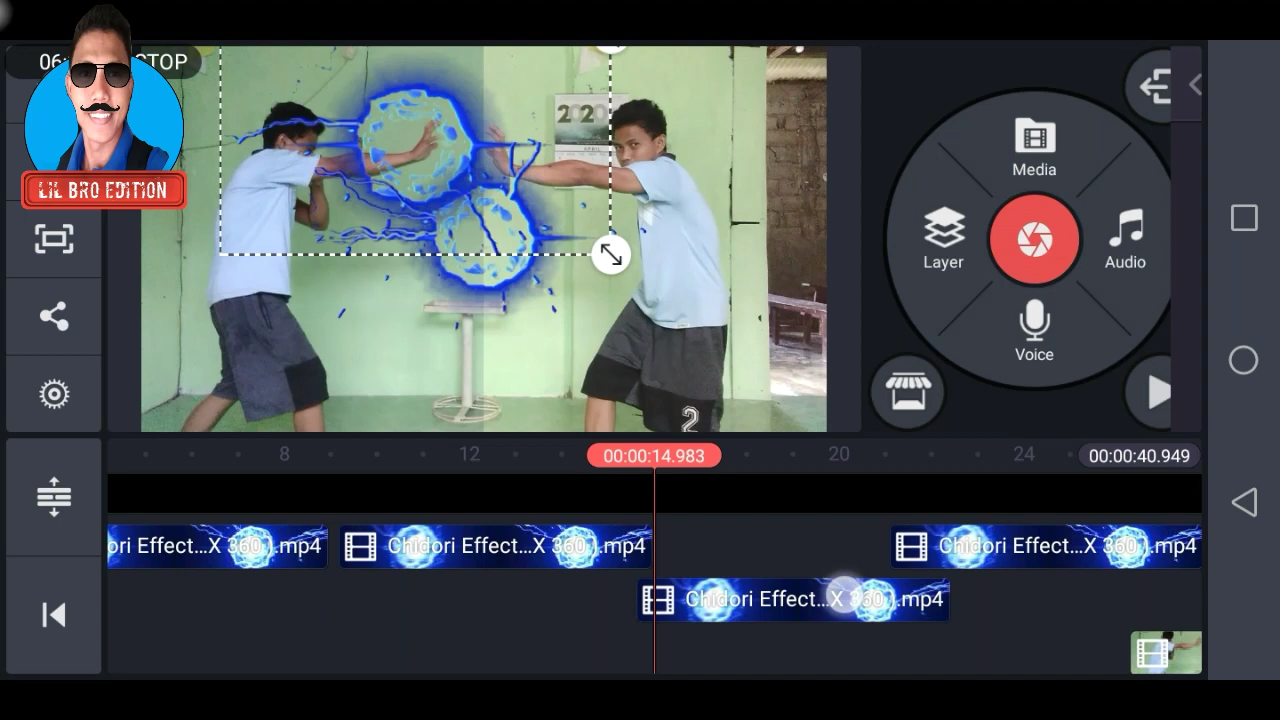 06:
STOP
LIL BRO EDITION
2020
APRIL
2
Media
Layer
Audio
Voice
8
12
00:00:14.983
20
24
00:00:40.949
ori Effect...X 360 ).mp4
Chidori Effect...X 360 ).mp4
Chidori Effect...X 360 ).mp4
Chidori Effect...X 360 ).mp4